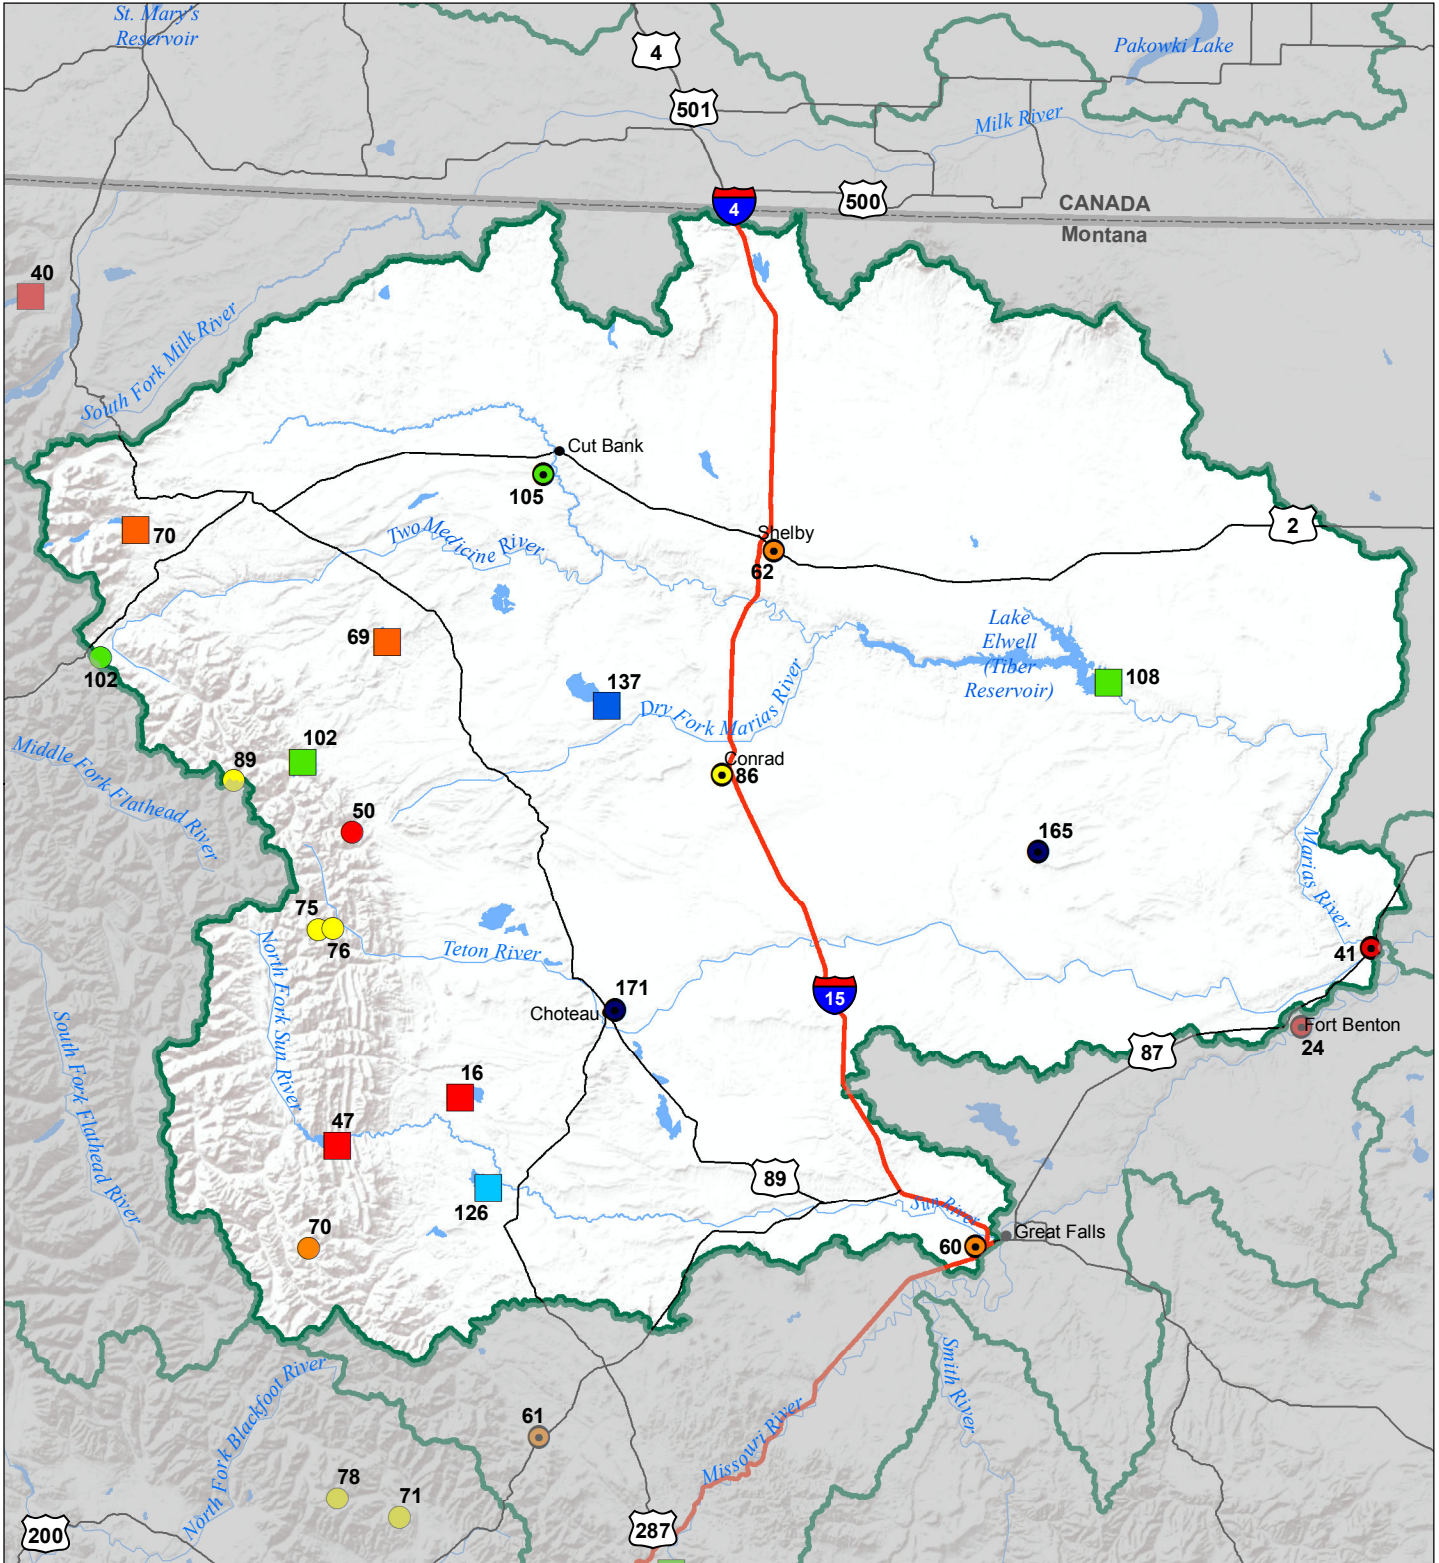 St. Mary's
Reservoir
4
Pakowki Lake
501
Milk River
4
500
CANADA
Montana
40
South Fork Milk River
Cut Bank
105
2
70
Two Medicine River
Shelby
62
Lake
Elwell
(Tiber
Reservoir)
69
102
137
108
Dry Fork Marias River
102
Middle Fork Flathead River
89
Conrad
86
50
165
Marias River
75
76
North Fork Sun River
Teton River
41
171
Choteau
15
Fort Benton
24
87
South Fork Flathead River
16
47
89
126
Sun River
70
60
Great Falls
North Fork Blackfoot River
Smith River
Missouri River
61
78
71
200
287